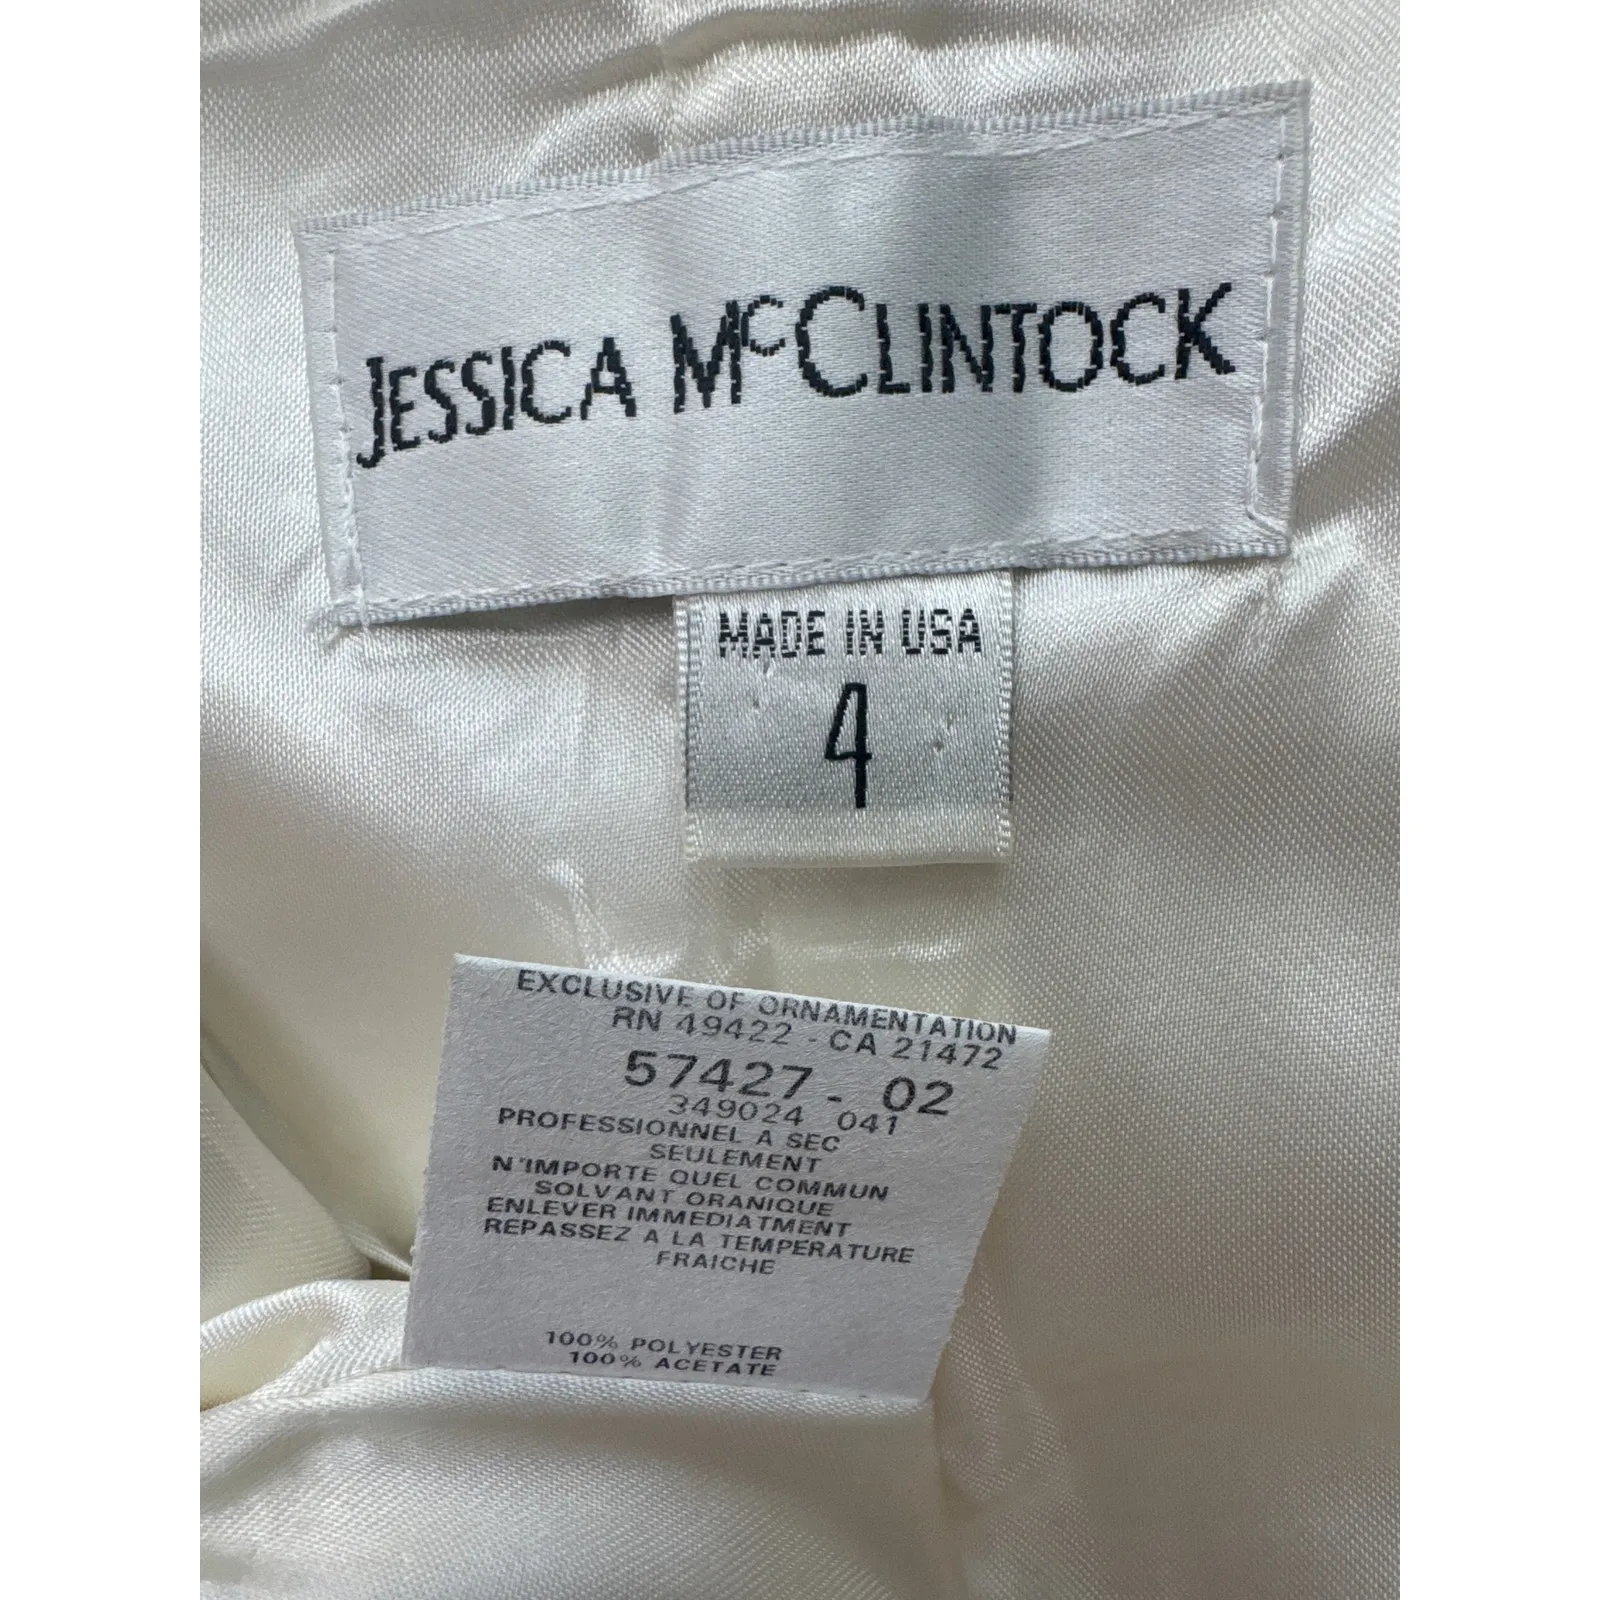 JESSICA McCLINTOCK
MADE IN USA
4
EXCLUSIVE OF ORNAMENTATION
RN 49422 - CA 21472
57427 - 02
349024 041
PROFESSIONNEL A SEC
SEULEMENT
N'IMPORTE QUEL COMMUN
SOLVANT ORANIQUE
ENLEVER IMMEDIATMENT
REPASSEZ A LA TEMPERATURE
FRAICHE
100% POLYESTER
100% ACETATE